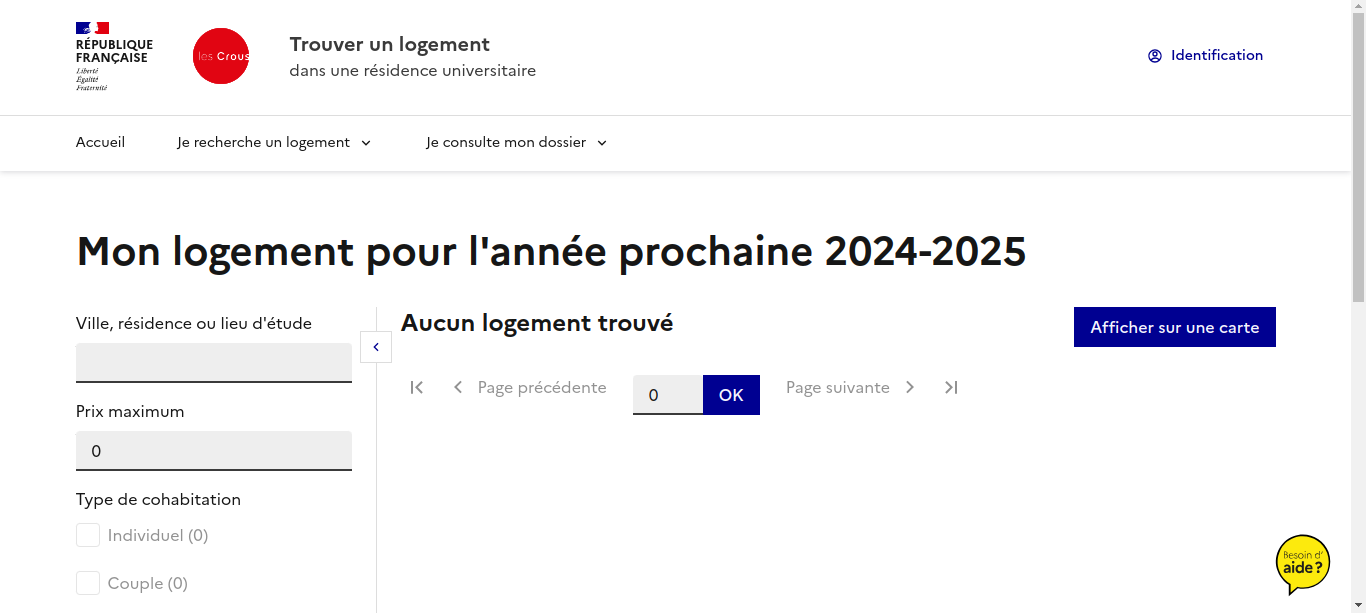 RÉPUBLIQUE
FRANÇAISE
Liberté
Égalité
Fraternité
les Crous
Trouver un logement
dans une résidence universitaire
Identification
Accueil
Je recherche un logement
Je consulte mon dossier
Mon logement pour l'année prochaine 2024-2025
Ville, résidence ou lieu d'étude
Prix maximum
0
Type de cohabitation
Individuel (0)
Couple (0)
Aucun logement trouvé
Afficher sur une carte
Page précédente
0
OK
Page suivante
Besoin d'
aide ?